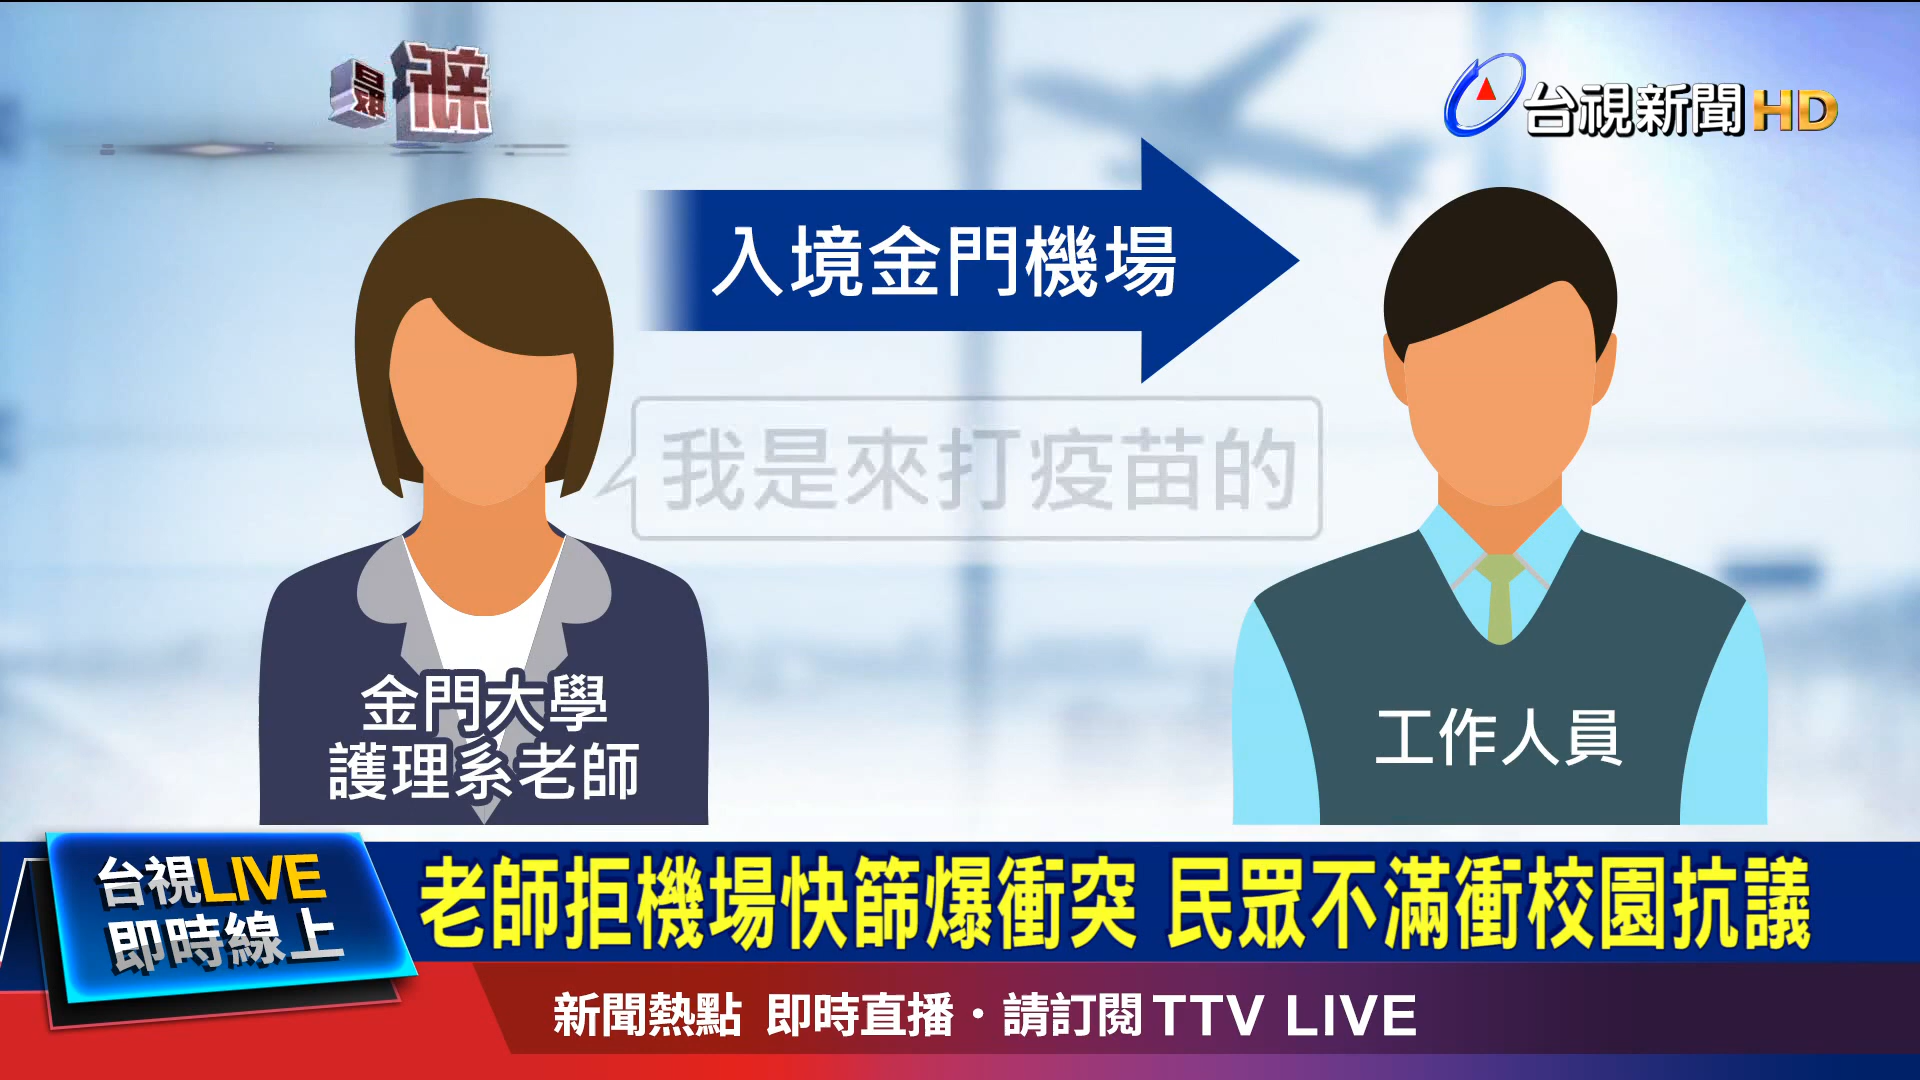 台視新聞HD
入境金門機場
我是來打疫苗的
金門大學
護理系老師
工作人員
台視LIVE
即時線上
老師拒機場快篩爆衝突 民眾不滿衝校園抗議
新聞熱點 即時直播・請訂閱TTV LIVE